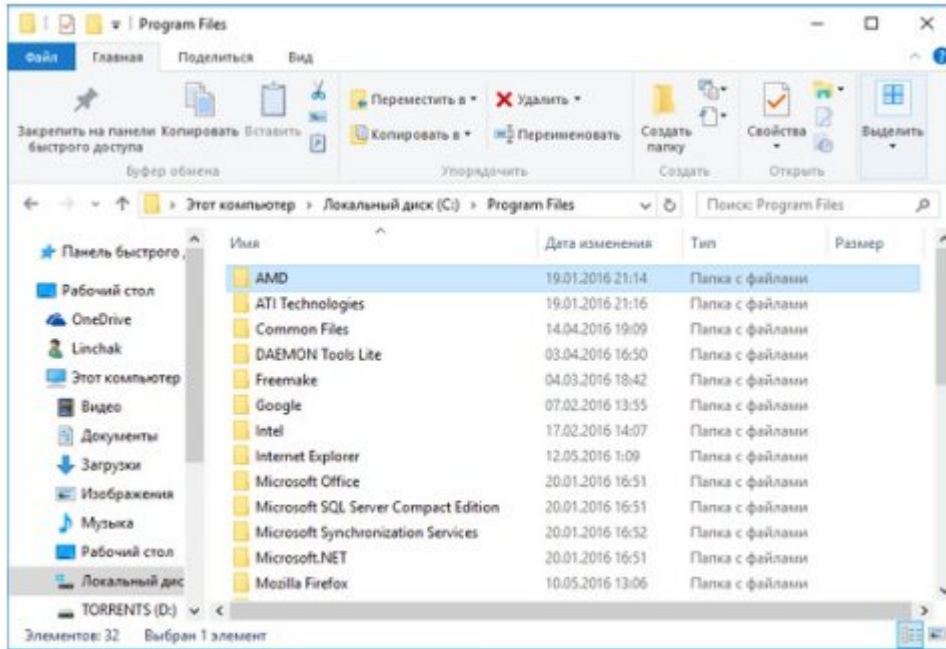 Program Files
Файл Главная Поделиться Вид
Закрепить на панели быстрого доступа
Копировать
Вставить
Переместить в
Копировать в
Удалить
Переименовать
Создать папку
Свойства
Выделить
Буфер обмена Упорядочить Создать Открыть
Этот компьютер Локальный диск (C:) Program Files
Поиск: Program Files
Имя Дата изменения Тип Размер
Панель быстрого
Рабочий стол
OneDrive
Linchak
Этот компьютер
Видео
Документы
Загрузки
Изображения
Музыка
Рабочий стол
Локальный дис
TORRENTS (D:)
AMD 19.01.2016 21:14 Папка с файлами
ATI Technologies 19.01.2016 21:16 Папка с файлами
Common Files 14.04.2016 19:09 Папка с файлами
DAEMON Tools Lite 03.04.2016 16:50 Папка с файлами
Freemake 04.03.2016 18:42 Папка с файлами
Google 07.02.2016 13:55 Папка с файлами
Intel 17.02.2016 14:07 Папка с файлами
Internet Explorer 12.05.2016 1:09 Папка с файлами
Microsoft Office 20.01.2016 16:51 Папка с файлами
Microsoft SQL Server Compact Edition 20.01.2016 16:51 Папка с файлами
Microsoft Synchronization Services 20.01.2016 16:52 Папка с файлами
Microsoft.NET 20.01.2016 16:51 Папка с файлами
Mozilla Firefox 10.05.2016 13:06 Папка с файлами
Элементов: 32 Выбран 1 элемент